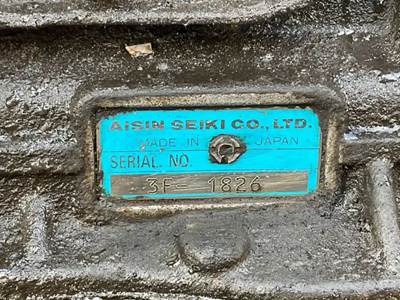 AISIN SEIKI CO., LTD.
MADE IN JAPAN
SERIAL NO.
3F- 1826